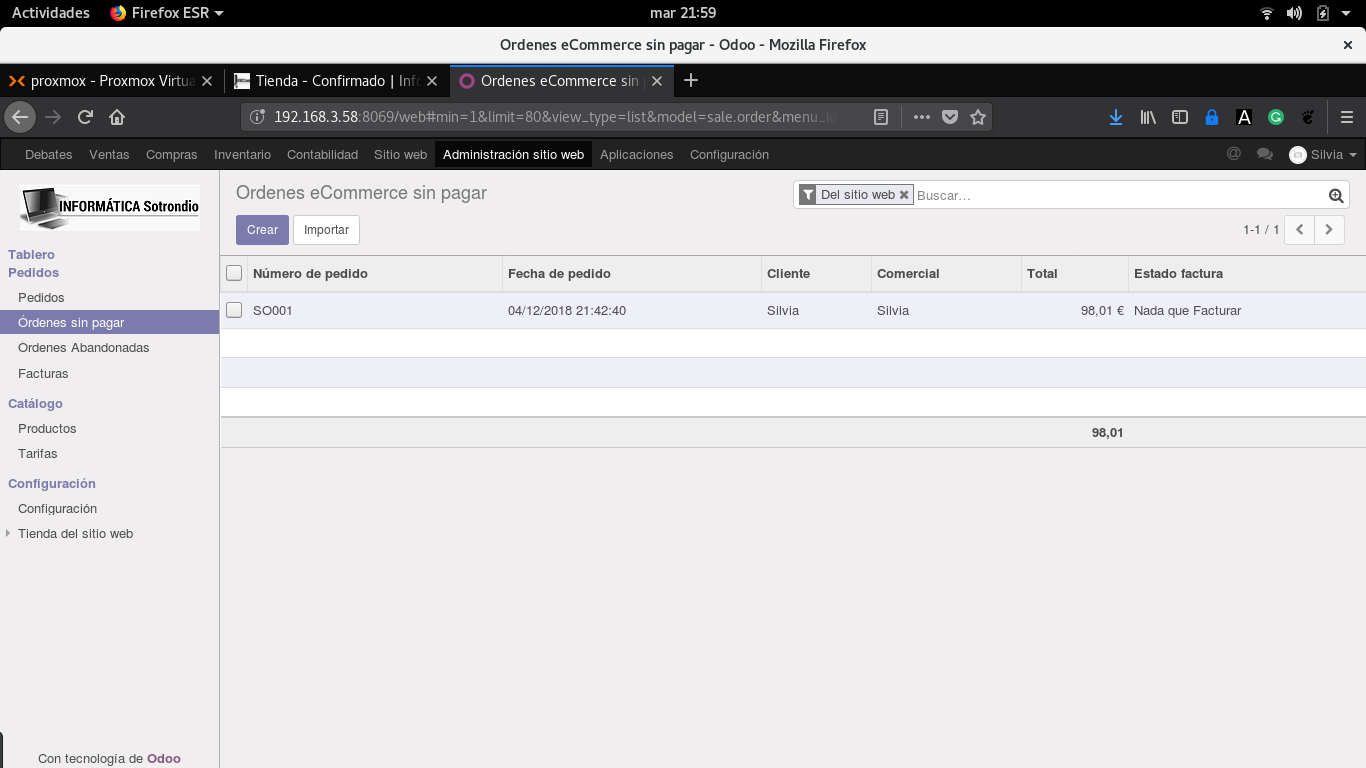 Actividades Firefox ESR mar 21:59
Ordenes eCommerce sin pagar - Odoo - Mozilla Firefox
proxmox - Proxmox Virtua Tienda - Confirmado | Info Ordenes eCommerce sin
192.168.3.58:8069/web#min=1&limit=80&view_type=list&model=sale.order&menu_id
Debates Ventas Compras Inventario Contabilidad Sitio web Administración sitio web Aplicaciones Configuración @ Silvia
INFORMÁTICA Sotrondio
Ordenes eCommerce sin pagar
Del sitio web Buscar...
Crear Importar
1-1 / 1
Tablero
Pedidos
Pedidos
Órdenes sin pagar
Ordenes Abandonadas
Facturas
Catálogo
Productos
Tarifas
Configuración
Configuración
Tienda del sitio web
Número de pedido Fecha de pedido Cliente Comercial Total Estado factura
SO001 04/12/2018 21:42:40 Silvia Silvia 98,01 € Nada que Facturar
98,01
Con tecnología de Odoo